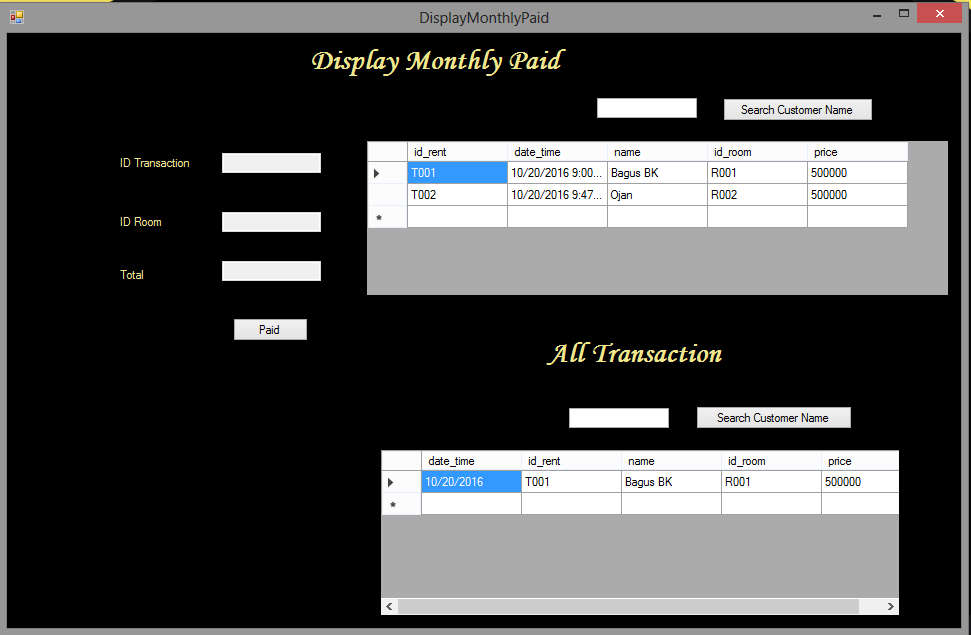 DisplayMonthlyPaid
Display Monthly Paid
Search Customer Name
ID Transaction
ID Room
Total
Paid
id_rent date_time name id_room price
T001 10/20/2016 9:00... Bagus BK R001 500000
T002 10/20/2016 9:47... Ojan R002 500000
*
All Transaction
Search Customer Name
date_time id_rent name id_room price
10/20/2016 T001 Bagus BK R001 500000
*